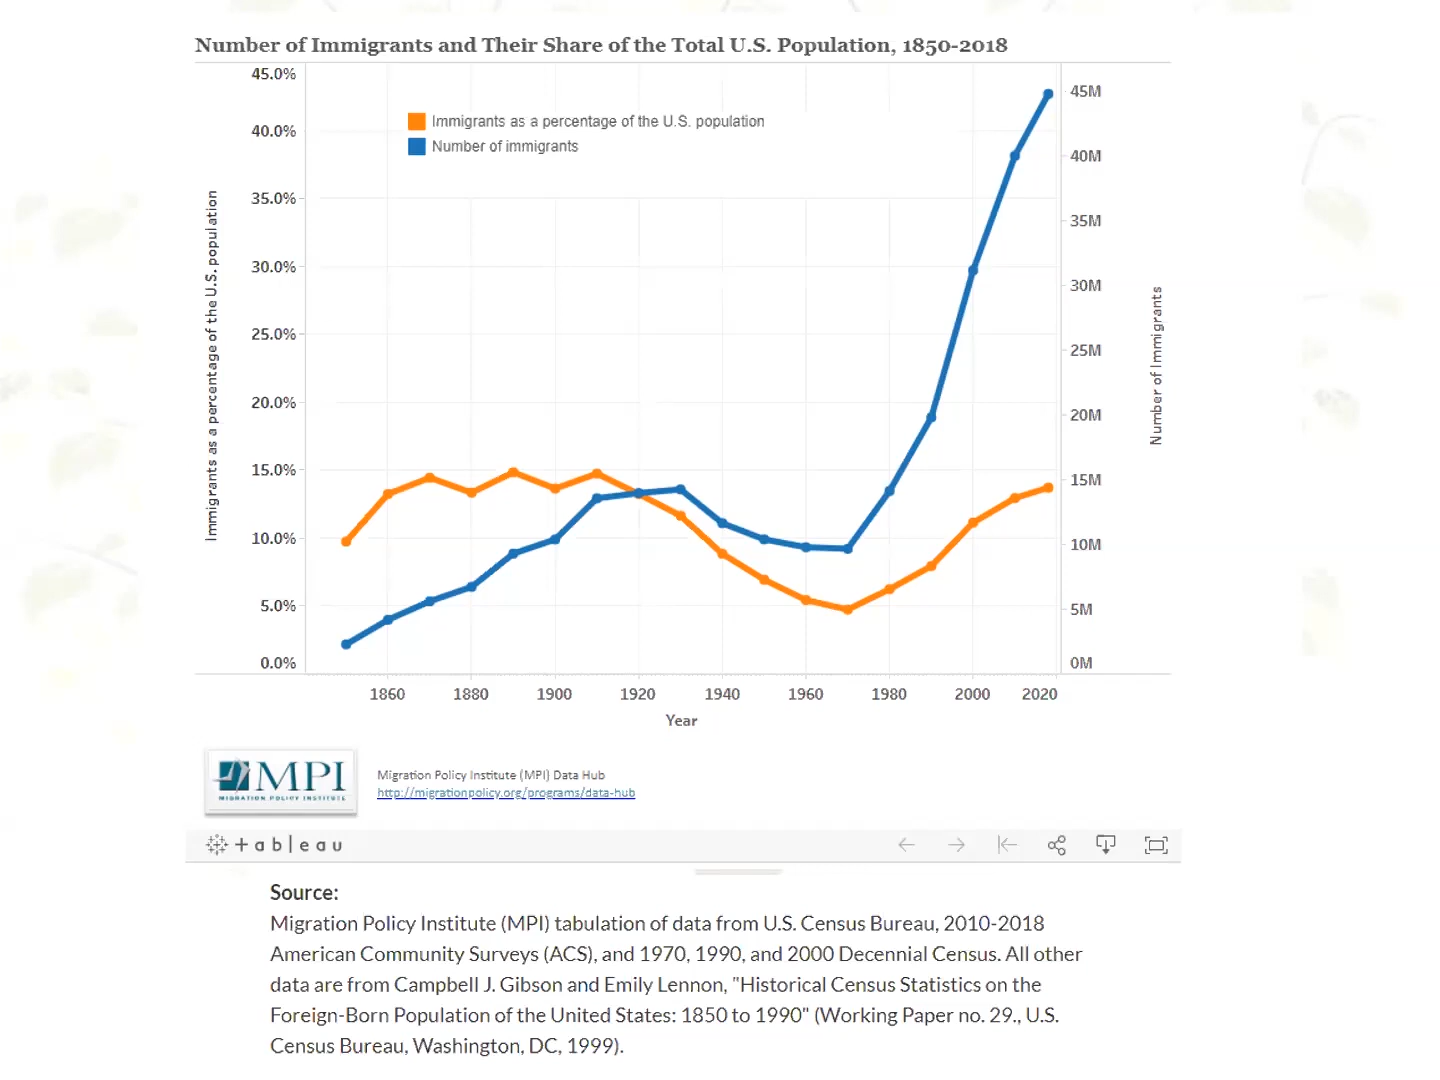 Number of Immigrants and Their Share of the Total U.S. Population, 1850-2018
45.0%
40.0%
35.0%
30.0%
25.0%
20.0%
15.0%
10.0%
5.0%
0.0%
Immigrants as a percentage of the U.S. population
Immigrants as a percentage of the U.S. population
Number of immigrants
45M
40M
35M
30M
25M
20M
15M
10M
5M
0M
Number of Immigrants
1860 1880 1900 1920 1940 1960 1980 2000 2020
Year
MPI
MIGRATION POLICY INSTITUTE
Migration Policy Institute (MPI) Data Hub
http://migrationpolicy.org/programs/data-hub
+ a b | e a u
Source:
Migration Policy Institute (MPI) tabulation of data from U.S. Census Bureau, 2010-2018
American Community Surveys (ACS), and 1970, 1990, and 2000 Decennial Census. All other
data are from Campbell J. Gibson and Emily Lennon, "Historical Census Statistics on the
Foreign-Born Population of the United States: 1850 to 1990" (Working Paper no. 29., U.S.
Census Bureau, Washington, DC, 1999).